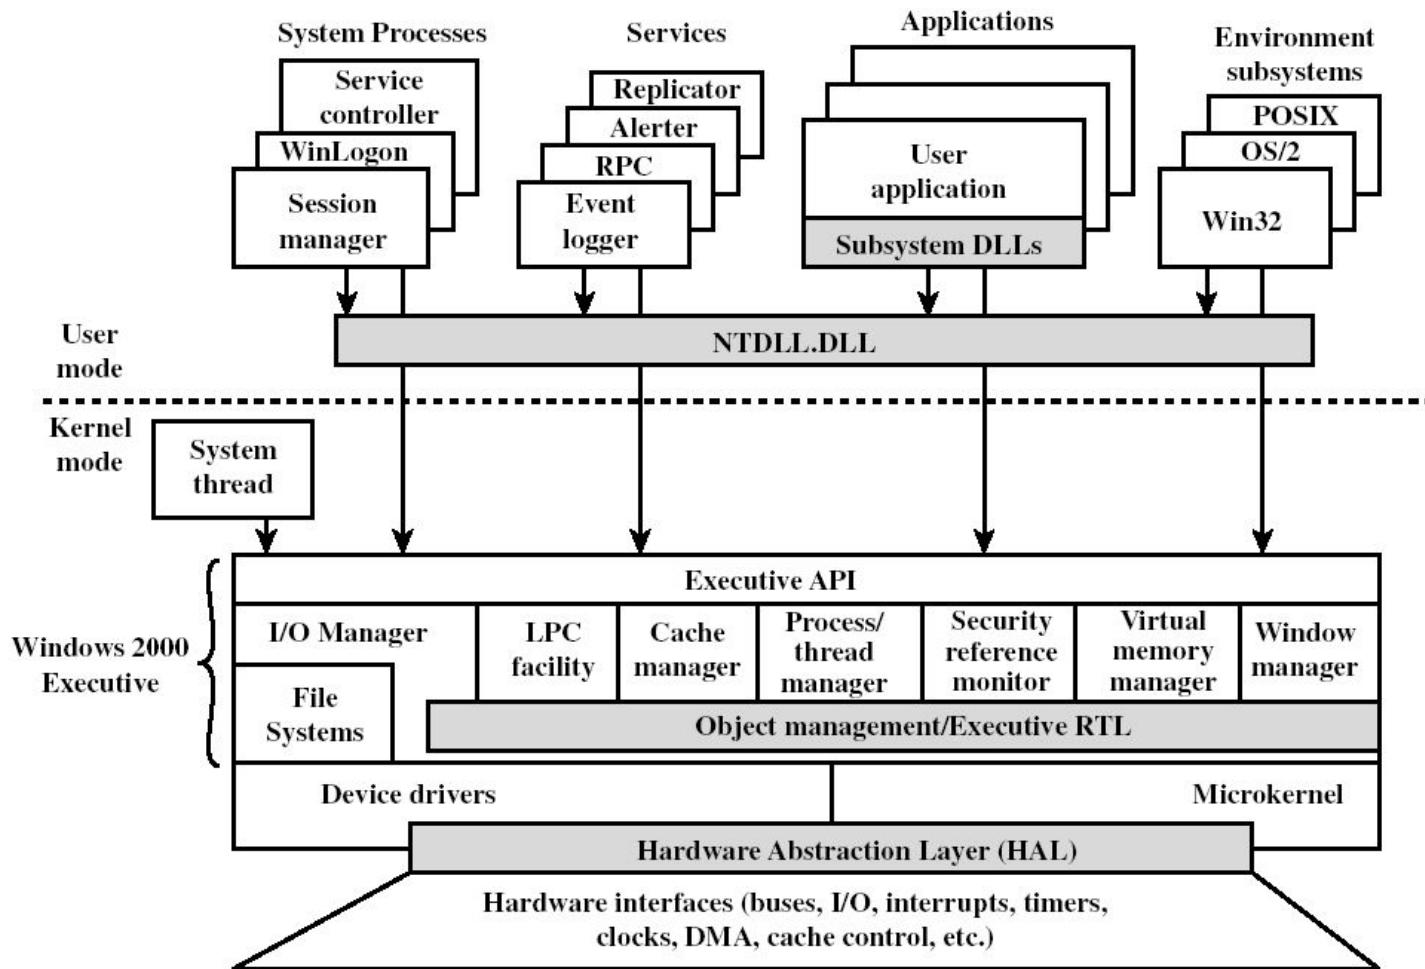 System Processes
Services
Applications
Environment
subsystems
Service
controller
WinLogon
Session
manager
Replicator
Alerter
RPC
Event
logger
User
application
Subsystem DLLs
POSIX
OS/2
Win32
User
mode
NTDLL.DLL
Kernel
mode
System
thread
Windows 2000
Executive
Executive API
I/O Manager
File
Systems
LPC
facility
Cache
manager
Process/
thread
manager
Security
reference
monitor
Virtual
memory
manager
Window
manager
Object management/Executive RTL
Device drivers
Microkernel
Hardware Abstraction Layer (HAL)
Hardware interfaces (buses, I/O, interrupts, timers,
clocks, DMA, cache control, etc.)